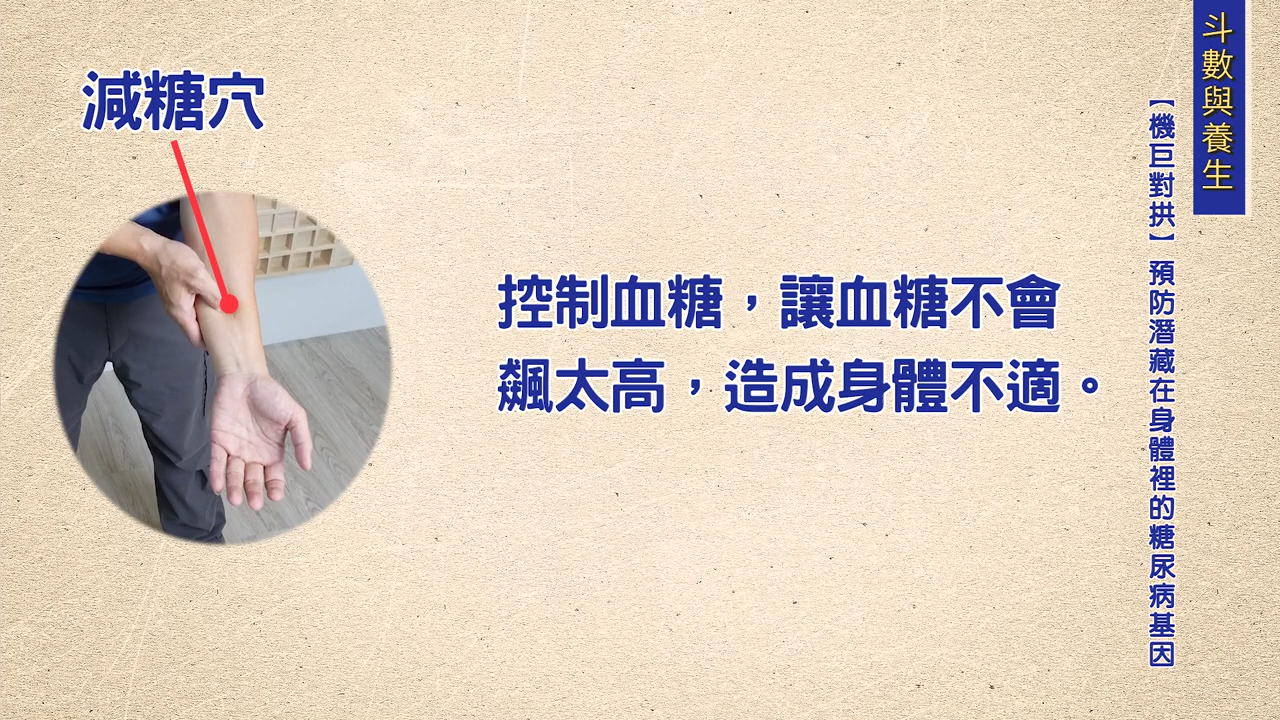 斗數與養生
【機巨對拱】預防潛藏在身體裡的糖尿病基因
減糖穴
控制血糖，讓血糖不會
飆太高，造成身體不適。